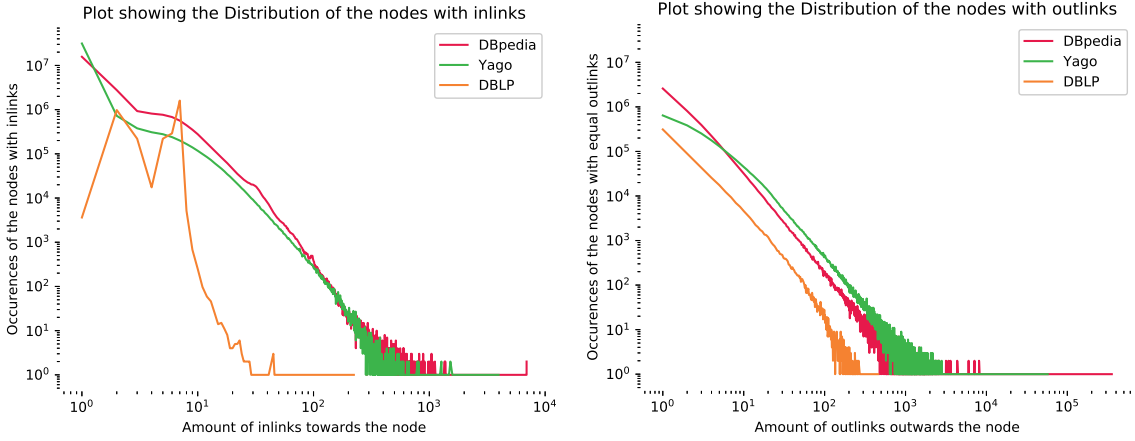 Plot showing the Distribution of the nodes with inlinks
Occurences of the nodes with inlinks
10^7
10^6
10^5
10^4
10^3
10^2
10^1
10^0
DBpedia
Yago
DBLP
10^0 10^1 10^2 10^3 10^4
Amount of inlinks towards the node
Plot showing the Distribution of the nodes with outlinks
Occurences of the nodes with equal outlinks
10^7
10^6
10^5
10^4
10^3
10^2
10^1
10^0
DBpedia
Yago
DBLP
10^0 10^1 10^2 10^3 10^4 10^5
Amount of outlinks outwards the node